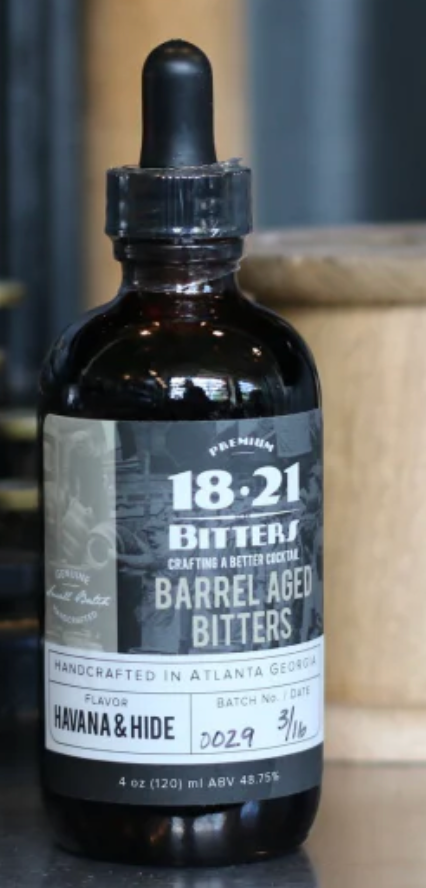 PREMIUM
18·21
BITTERS
CRAFTING A BETTER COCKTAIL
BARREL AGED
BITTERS
GENUINE
Small Batch
HANDCRAFTED
HANDCRAFTED IN ATLANTA GEORGIA
FLAVOR
HAVANA & HIDE
BATCH No. / DATE
0029 3/16
4 oz (120) ml ABV 48.75%